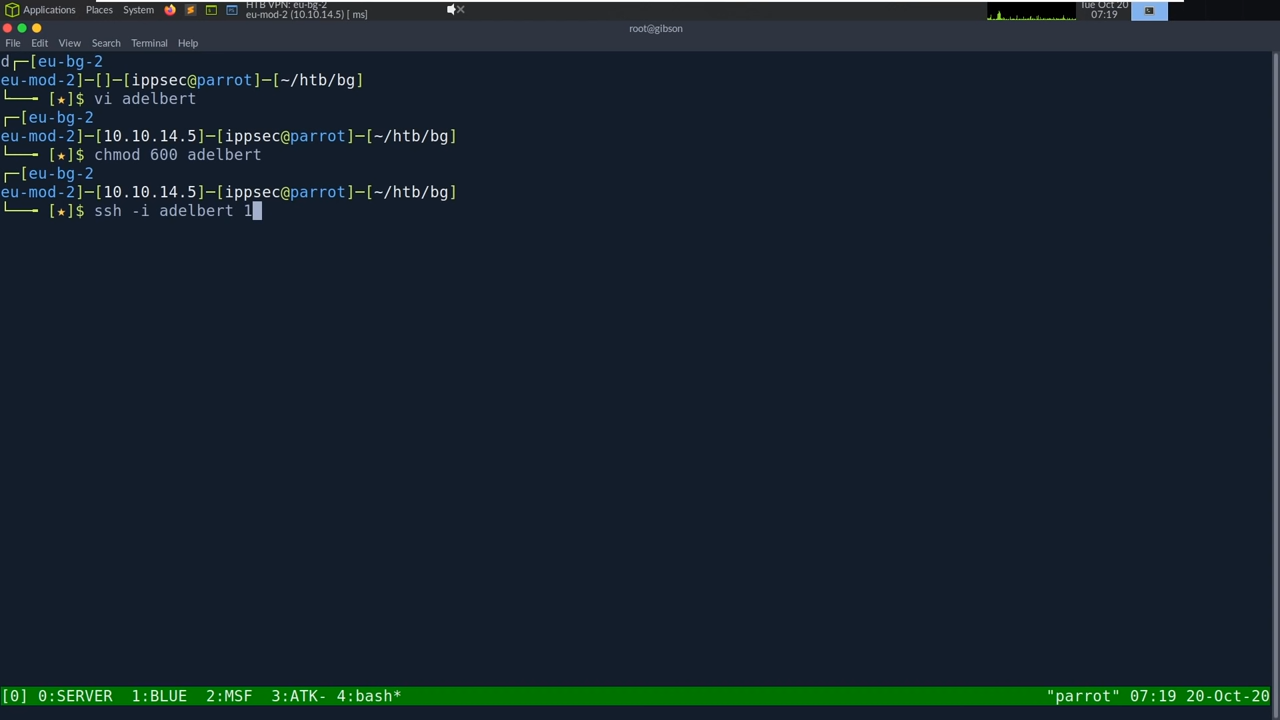 Applications Places System HTB VPN: eu-bg-2 Tue Oct 20
eu-mod-2 (10.10.14.5) [ ms] 07:19
root@gibson
File Edit View Search Terminal Help
d┌─[eu-bg-2
eu-mod-2]─[]─[ippsec@parrot]─[~/htb/bg]
└──╼ [★]$ vi adelbert
┌─[eu-bg-2
eu-mod-2]─[10.10.14.5]─[ippsec@parrot]─[~/htb/bg]
└──╼ [★]$ chmod 600 adelbert
┌─[eu-bg-2
eu-mod-2]─[10.10.14.5]─[ippsec@parrot]─[~/htb/bg]
└──╼ [★]$ ssh -i adelbert 1
[0] 0:SERVER 1:BLUE 2:MSF 3:ATK- 4:bash* "parrot" 07:19 20-Oct-20